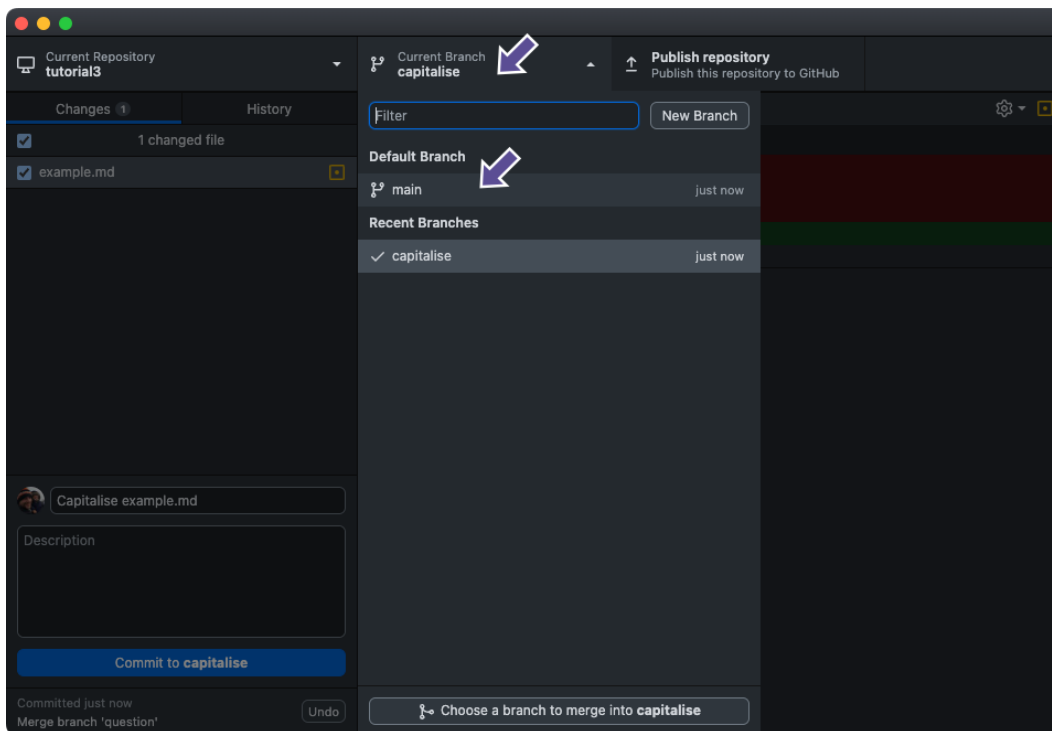 Current Repository
tutorial3
Current Branch
capitalise
Publish repository
Publish this repository to GitHub
Changes 1
History
1 changed file
example.md
Filter
New Branch
Default Branch
main
just now
Recent Branches
capitalise
just now
Capitalise example.md
Description
Commit to capitalise
Committed just now
Merge branch 'question'
Undo
Choose a branch to merge into capitalise